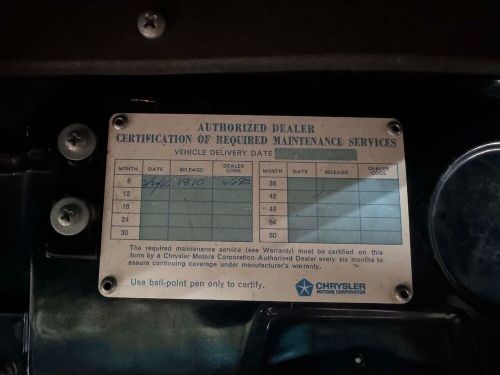 AUTHORIZED DEALER
CERTIFICATION OF REQUIRED MAINTENANCE SERVICES
VEHICLE DELIVERY DATE
MONTH DATE MILEAGE DEALER CODE MONTH DATE MILEAGE DEALER CODE
6 1310 36
12 42
18 48
24 54
30 60
The required maintenance service (see Warranty) must be certified on this
form by a Chrysler Motors Corporation Authorized Dealer every six months to
assure continuing coverage under manufacturer's warranty.
Use ball-point pen only to certify.
CHRYSLER
MOTORS CORPORATION